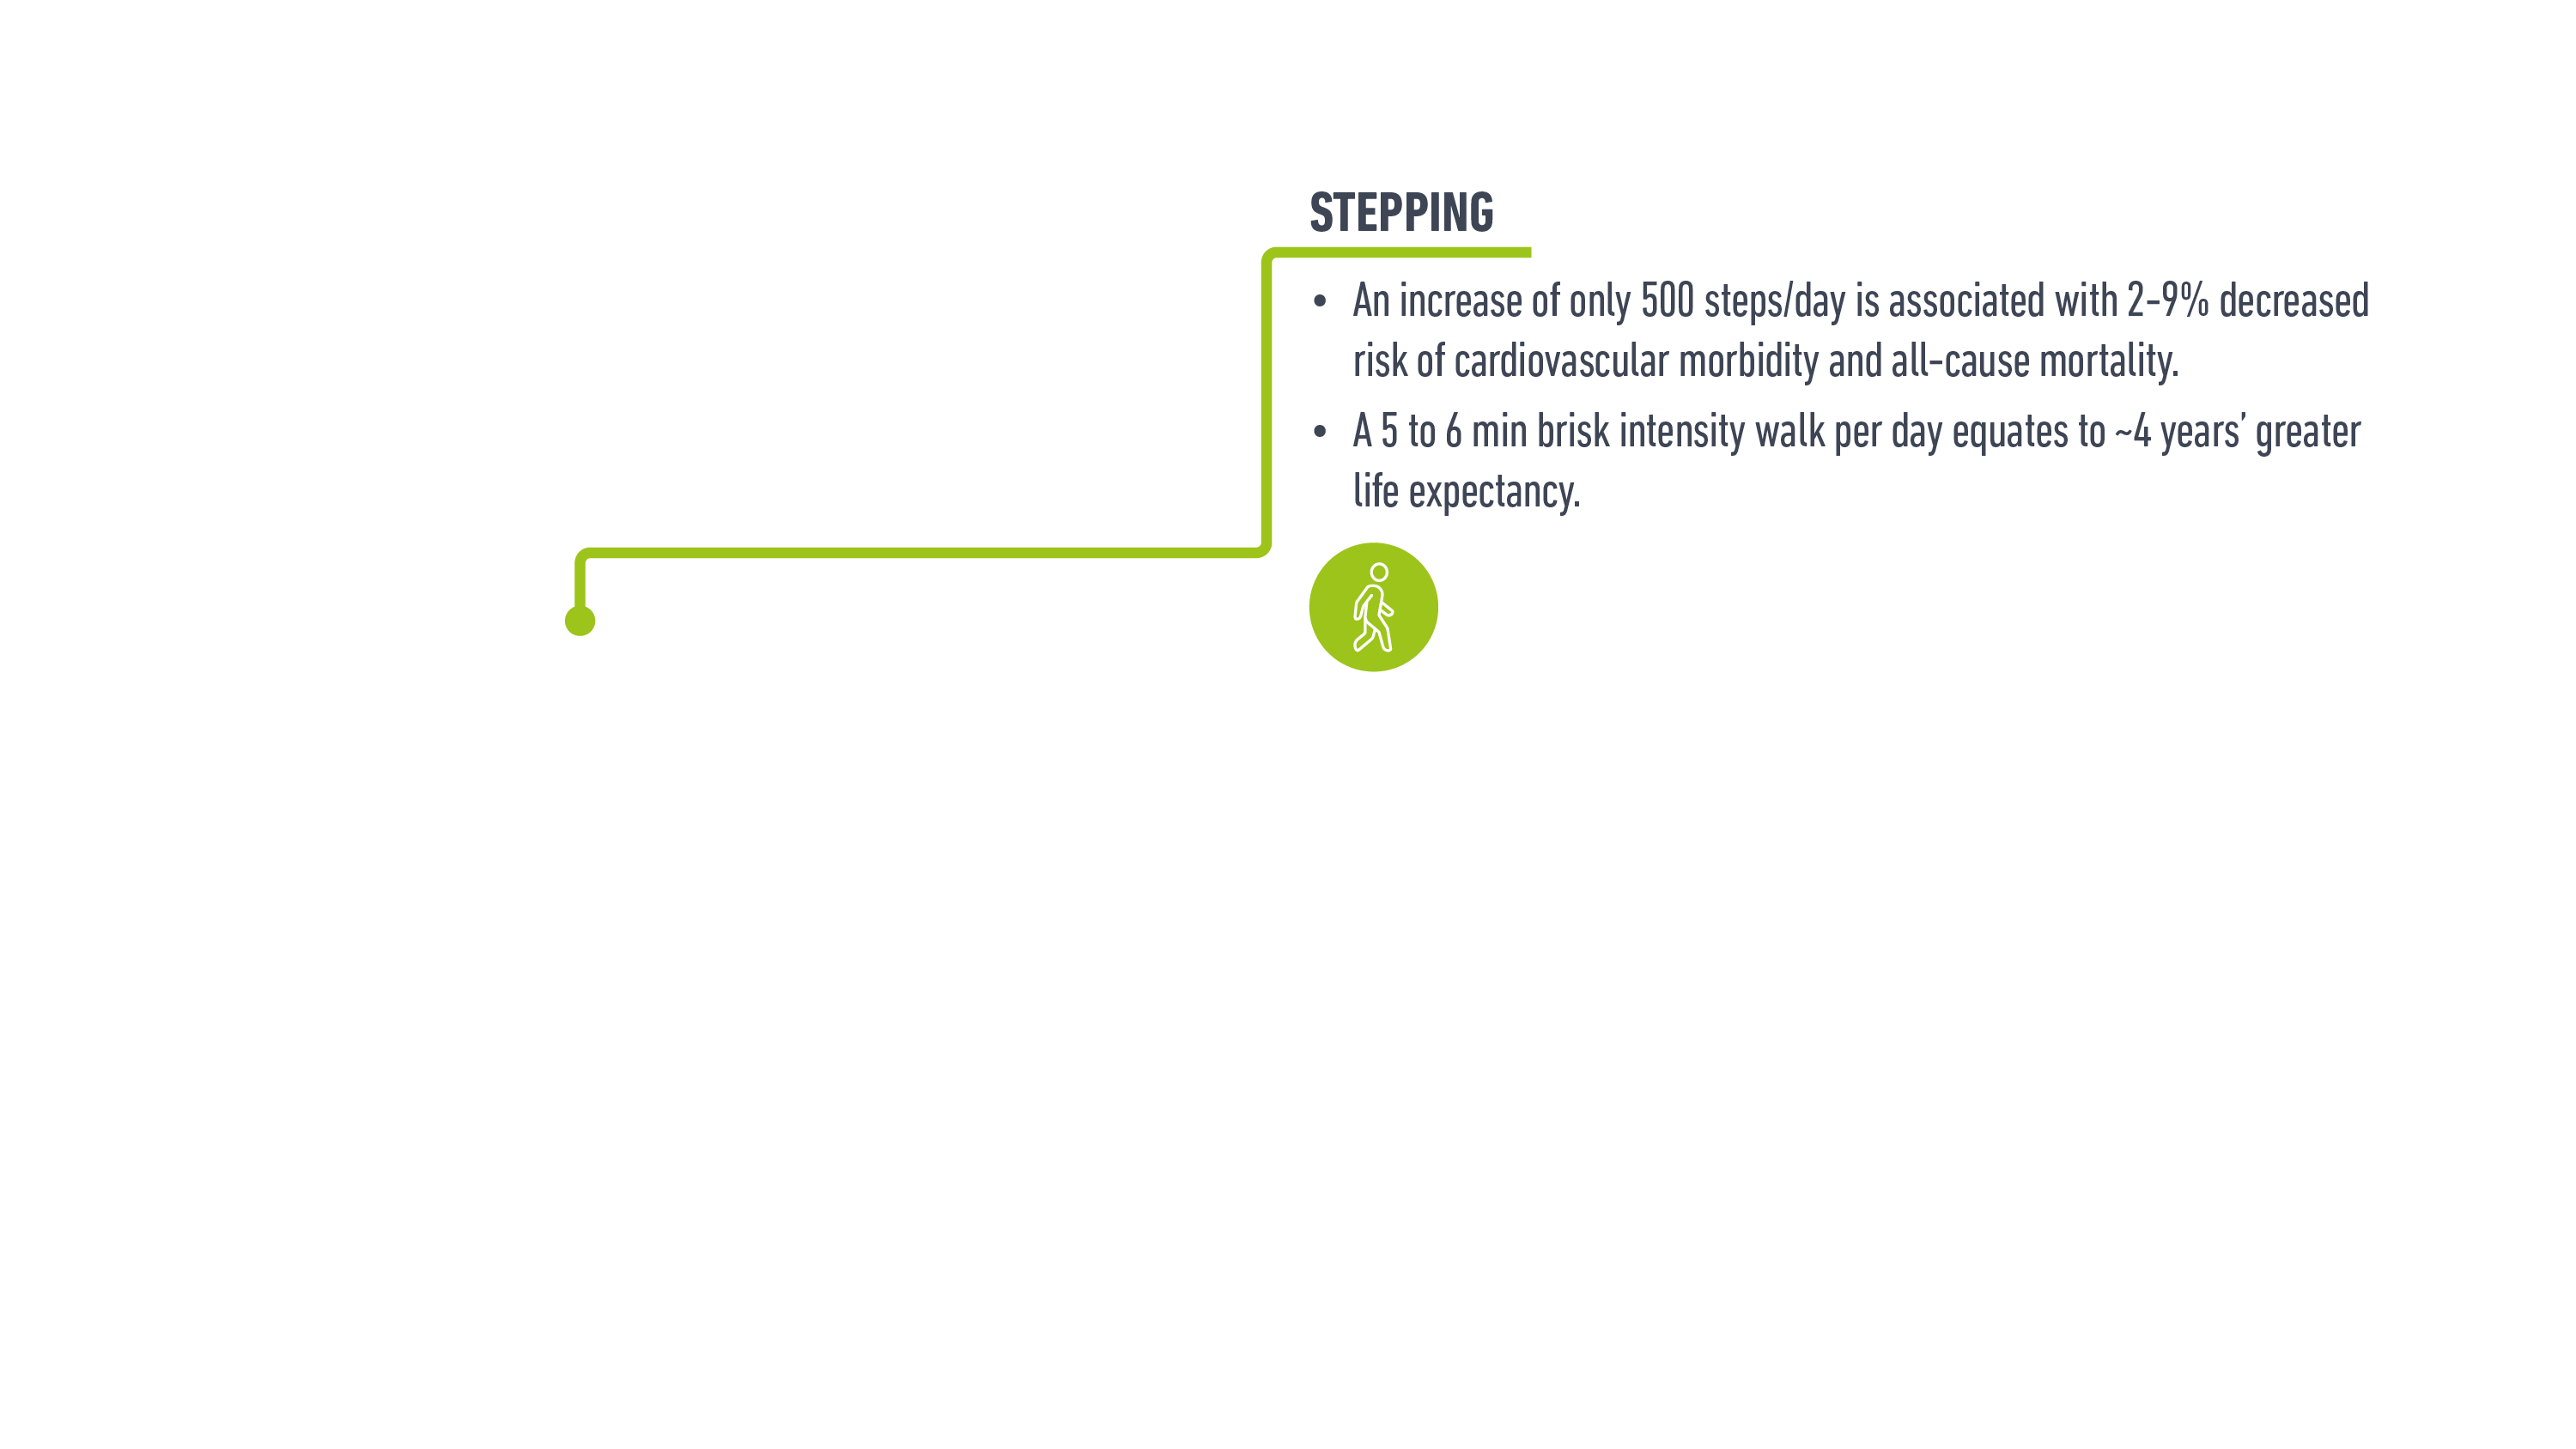 STEPPING
• An increase of only 500 steps/day is associated with 2-9% decreased
risk of cardiovascular morbidity and all-cause mortality.
• A 5 to 6 min brisk intensity walk per day equates to ~4 years’ greater
life expectancy.